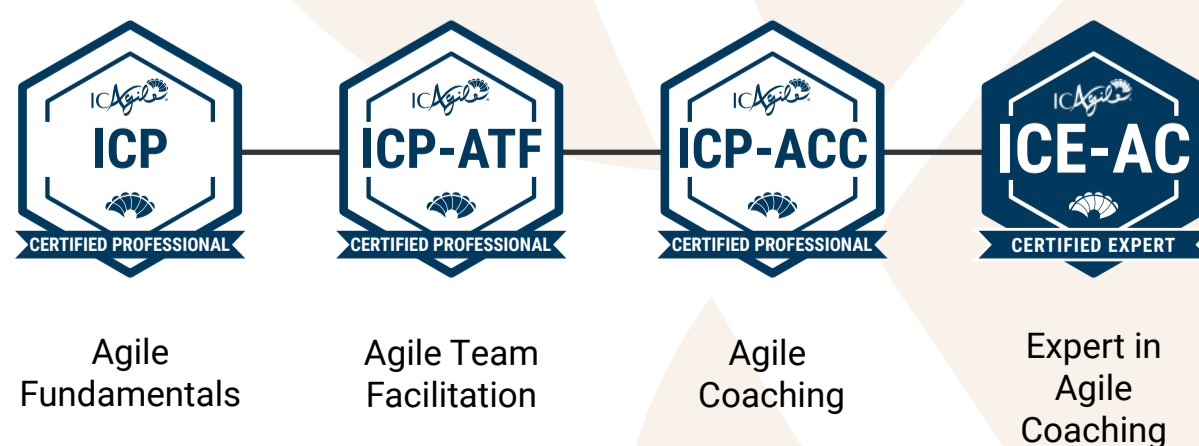 ICAgile
ICP
CERTIFIED PROFESSIONAL
Agile
Fundamentals
ICAgile
ICP-ATF
CERTIFIED PROFESSIONAL
Agile Team
Facilitation
ICAgile
ICP-ACC
CERTIFIED PROFESSIONAL
Agile
Coaching
ICAgile
ICE-AC
CERTIFIED EXPERT
Expert in
Agile
Coaching